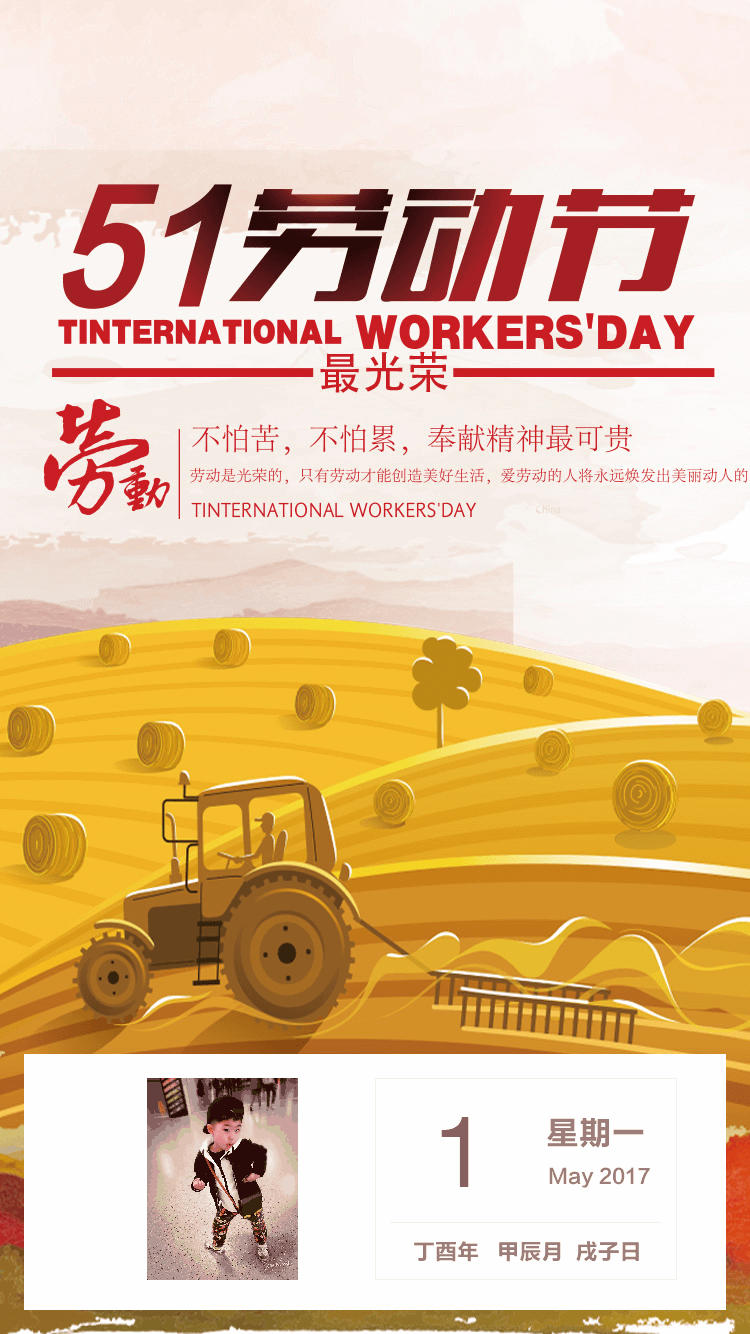 51劳动节
TINTERNATIONAL WORKERS'DAY
最光荣
勞動
不怕苦，不怕累，奉献精神最可贵
劳动是光荣的，只有劳动才能创造美好生活，爱劳动的人将永远焕发出美丽动人的
TINTERNATIONAL WORKERS'DAY
China
1
星期一
May 2017
丁酉年 甲辰月 戌子日